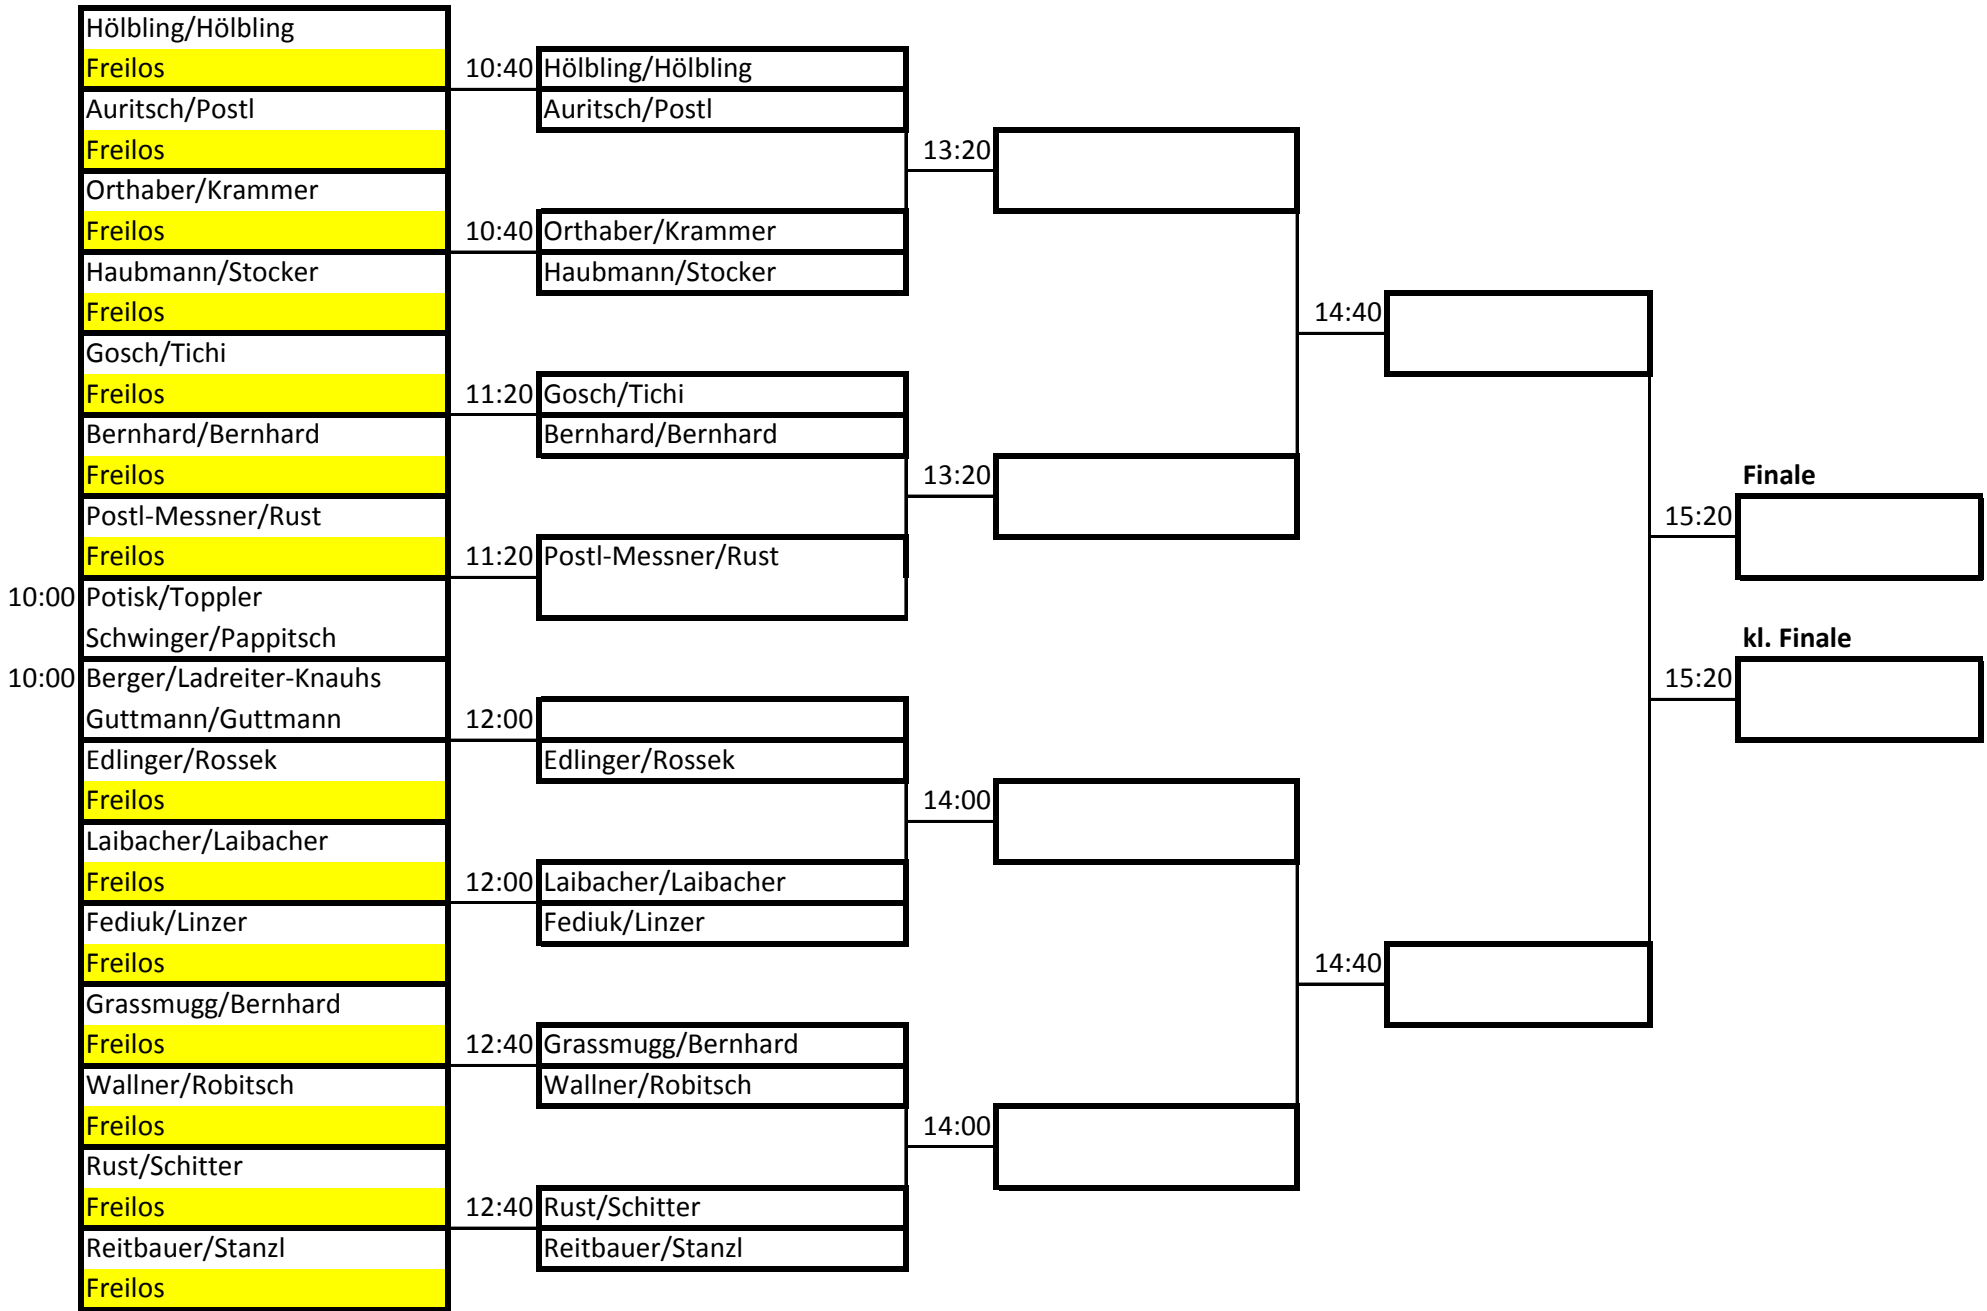 Hölbling/Hölbling
Freilos
10:40 Hölbling/Hölbling
Auritsch/Postl
Auritsch/Postl
Freilos
13:20
Orthaber/Krammer
Freilos
10:40 Orthaber/Krammer
Haubmann/Stocker
Haubmann/Stocker
Freilos
14:40
Gosch/Tichi
Freilos
11:20 Gosch/Tichi
Bernhard/Bernhard
Bernhard/Bernhard
Freilos
13:20
Finale
Postl-Messner/Rust
15:20
Freilos
11:20 Postl-Messner/Rust
10:00 Potisk/Toppler
Schwinger/Pappitsch
kl. Finale
10:00 Berger/Ladreiter-Knauhs
15:20
Guttmann/Guttmann
12:00
Edlinger/Rossek
Edlinger/Rossek
Freilos
14:00
Laibacher/Laibacher
Freilos
12:00 Laibacher/Laibacher
Fediuk/Linzer
Fediuk/Linzer
Freilos
14:40
Grassmugg/Bernhard
Freilos
12:40 Grassmugg/Bernhard
Wallner/Robitsch
Wallner/Robitsch
Freilos
14:00
Rust/Schitter
Freilos
12:40 Rust/Schitter
Reitbauer/Stanzl
Reitbauer/Stanzl
Freilos